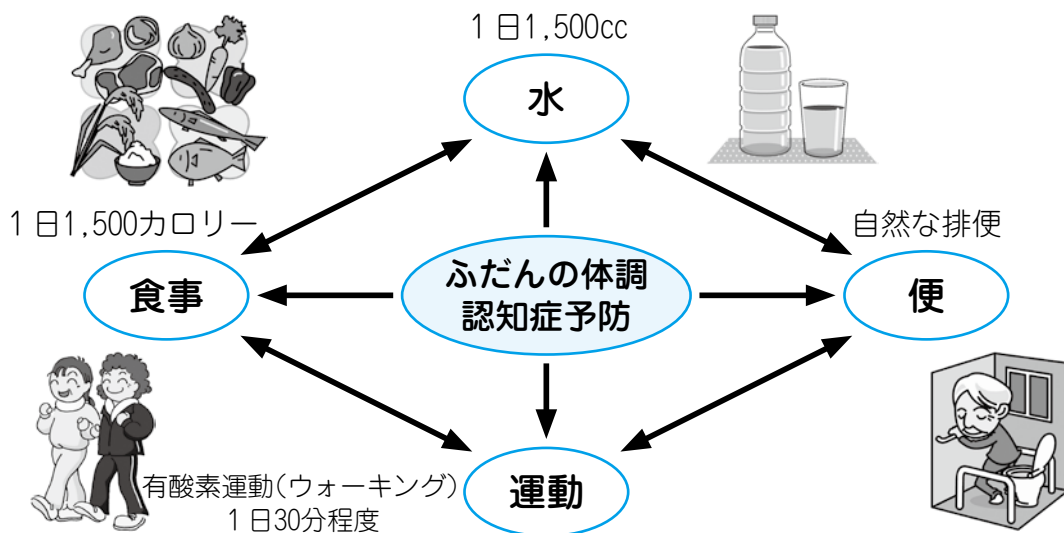 1日1,500cc
水
1日1,500カロリー
自然な排便
食事
ふだんの体調
認知症予防
便
有酸素運動(ウォーキング)
1日30分程度
運動